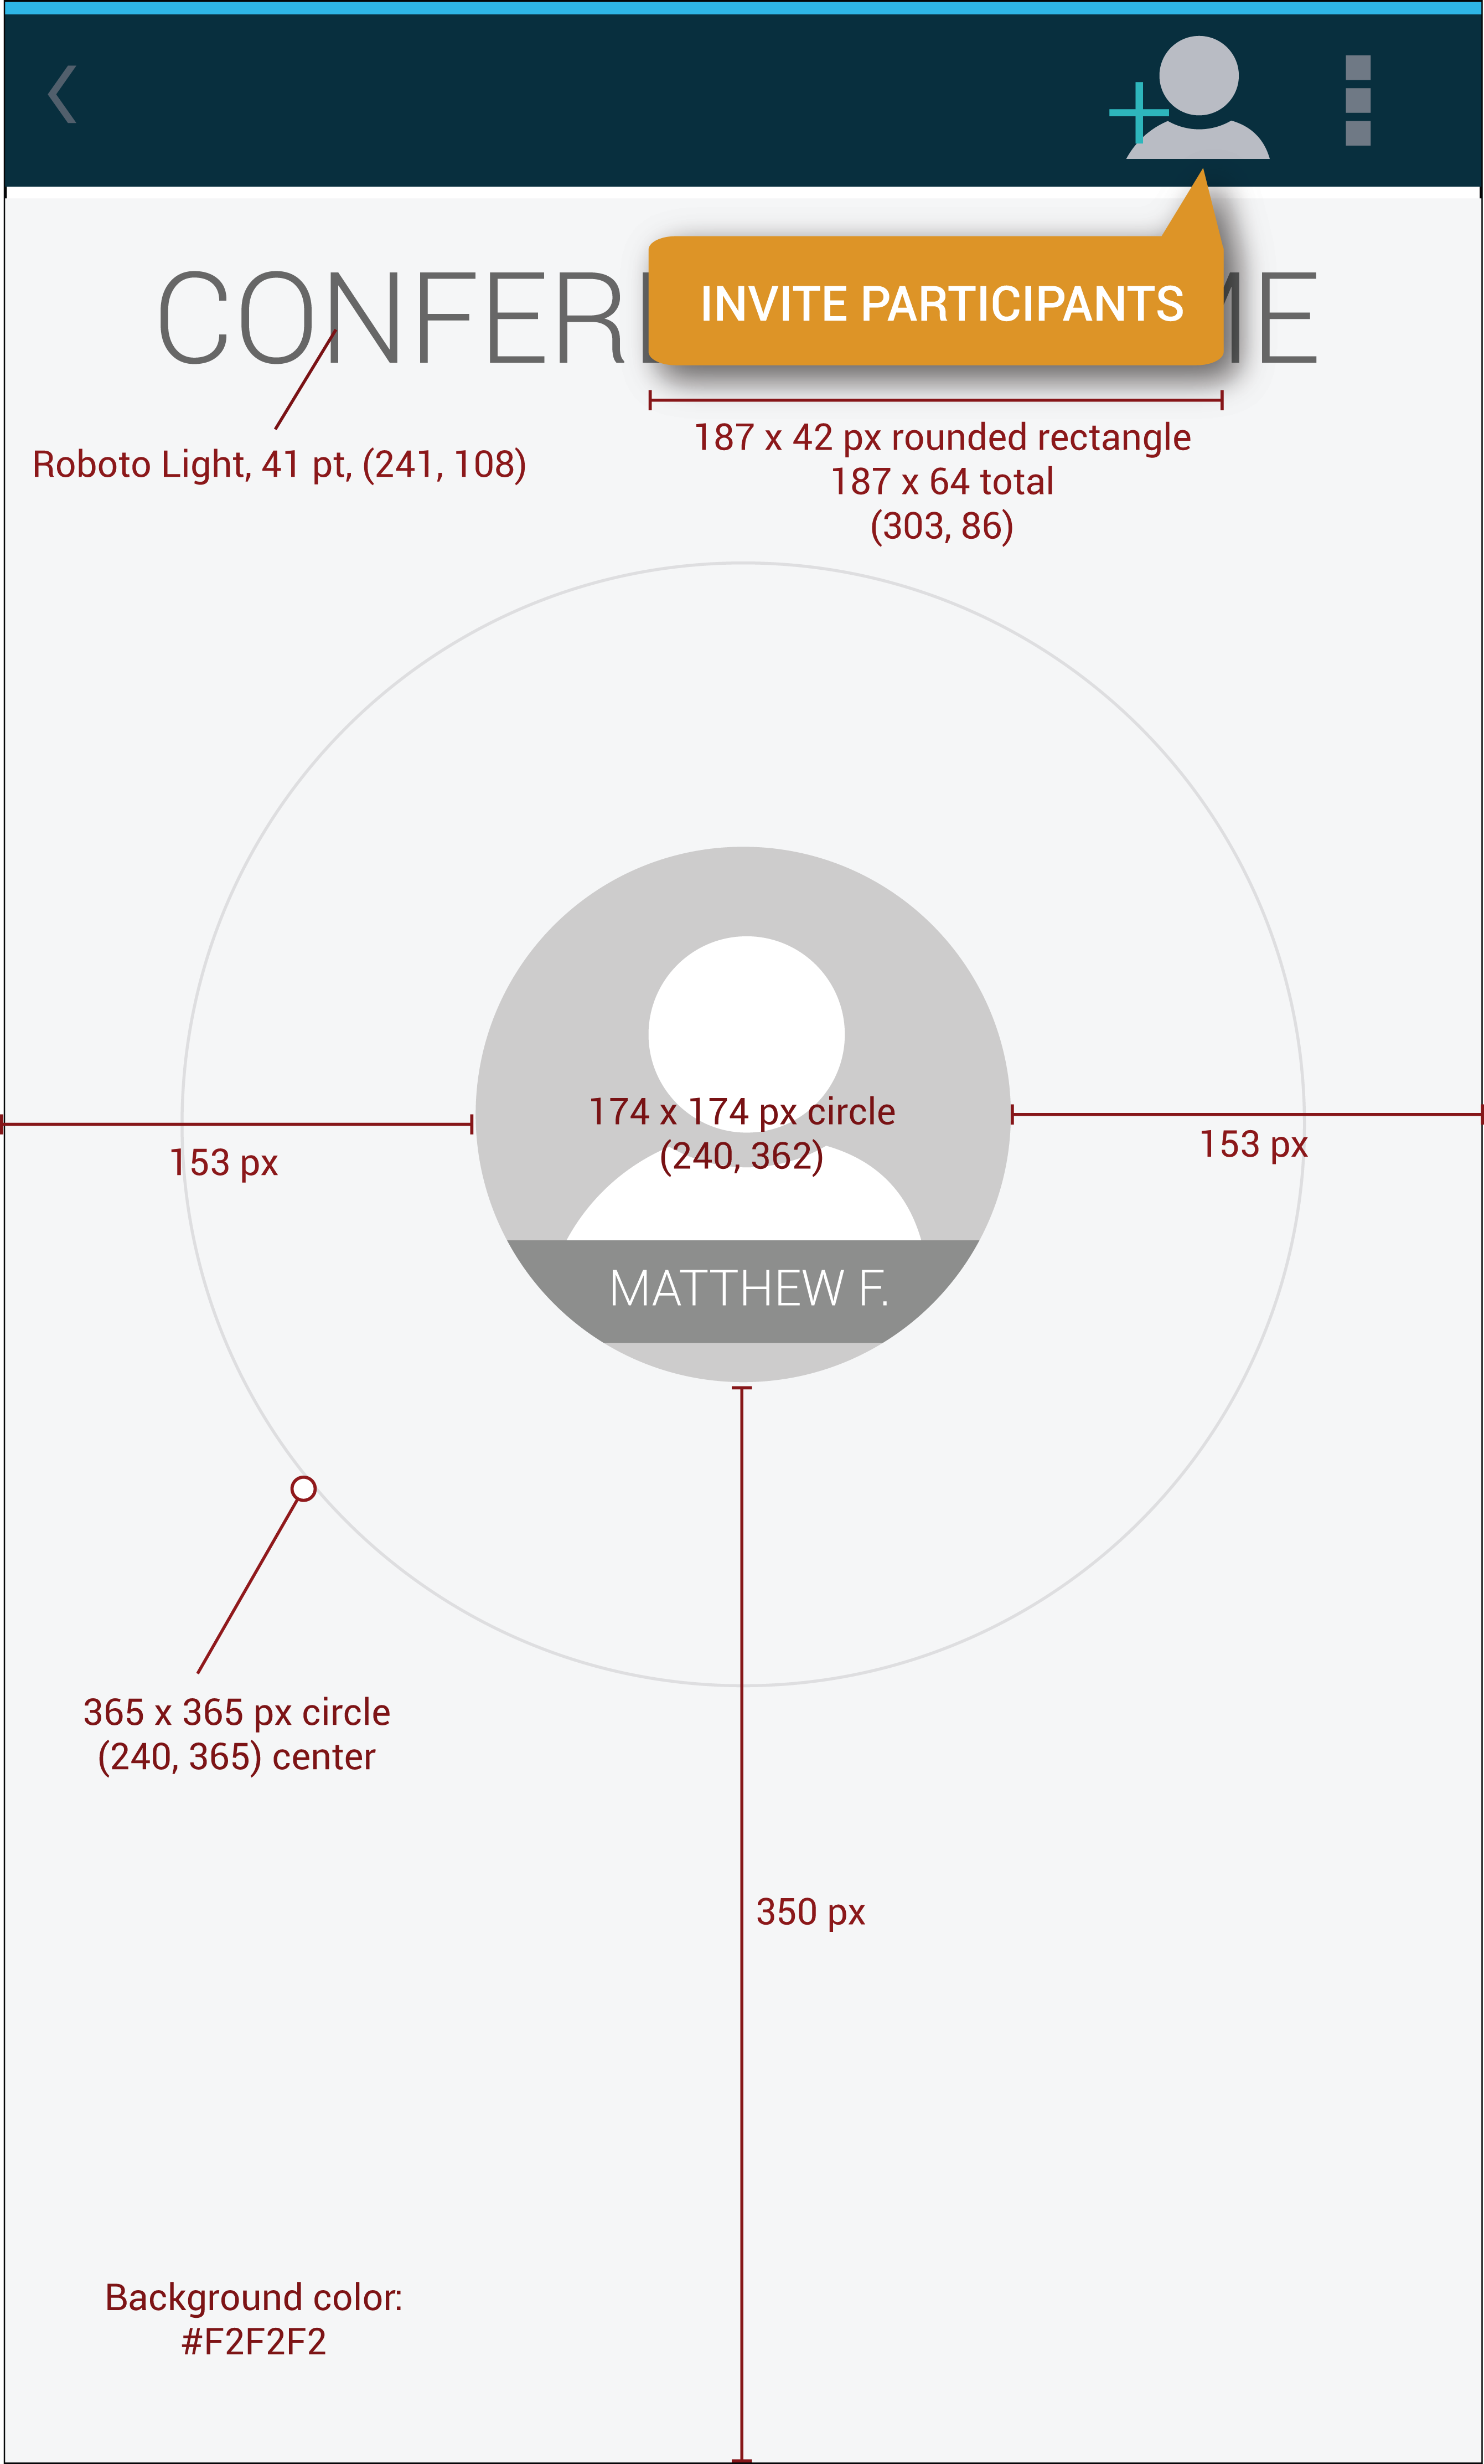 CONFER
ME
INVITE PARTICIPANTS
Roboto Light, 41 pt, (241, 108)
187 x 42 px rounded rectangle
187 x 64 total
(303, 86)
174 x 174 px circle
(240, 362)
153 px
153 px
MATTHEW F.
365 x 365 px circle
(240, 365) center
350 px
Background color:
#F2F2F2